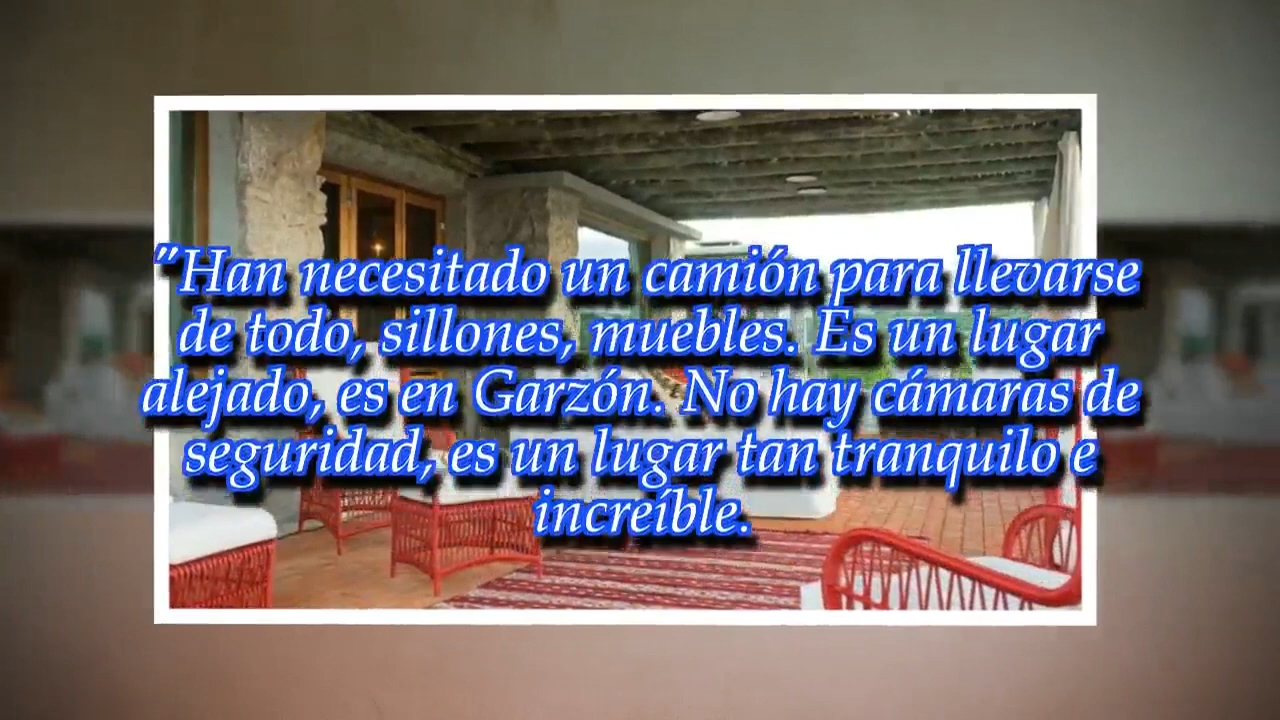 "Han necesitado un camión para llevarse
de todo, sillones, muebles. Es un lugar
alejado, es en Garzón. No hay cámaras de
seguridad, es un lugar tan tranquilo e
increíble.